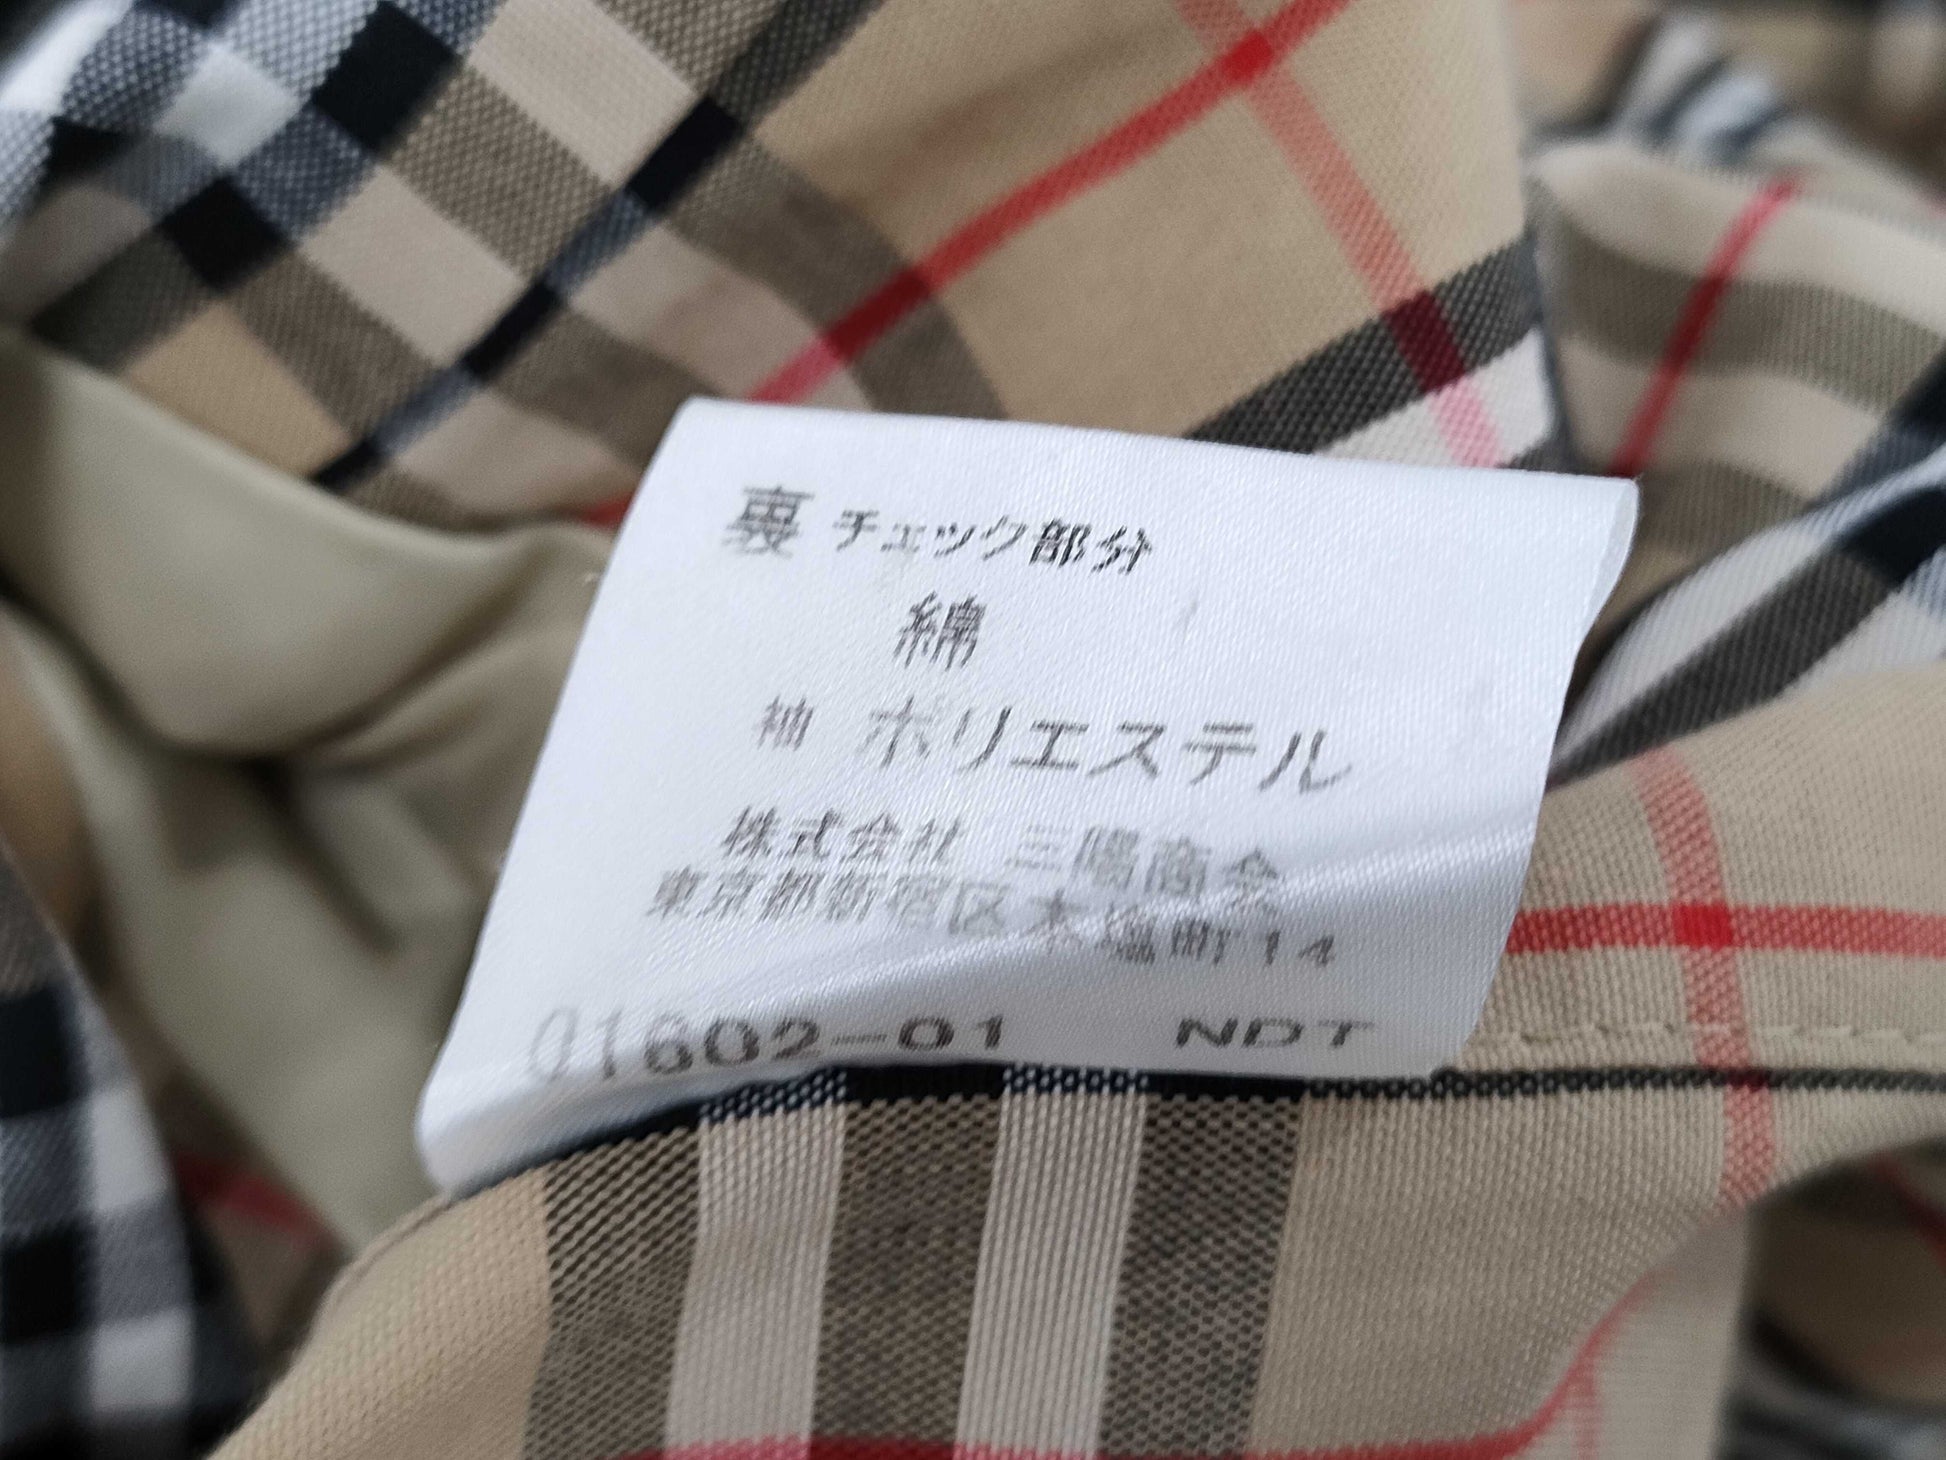 裏 チェック部分
綿
袖 ポリエステル
株式会社 三陽商会
東京都新宿区本塩町14
01602-01 NDT